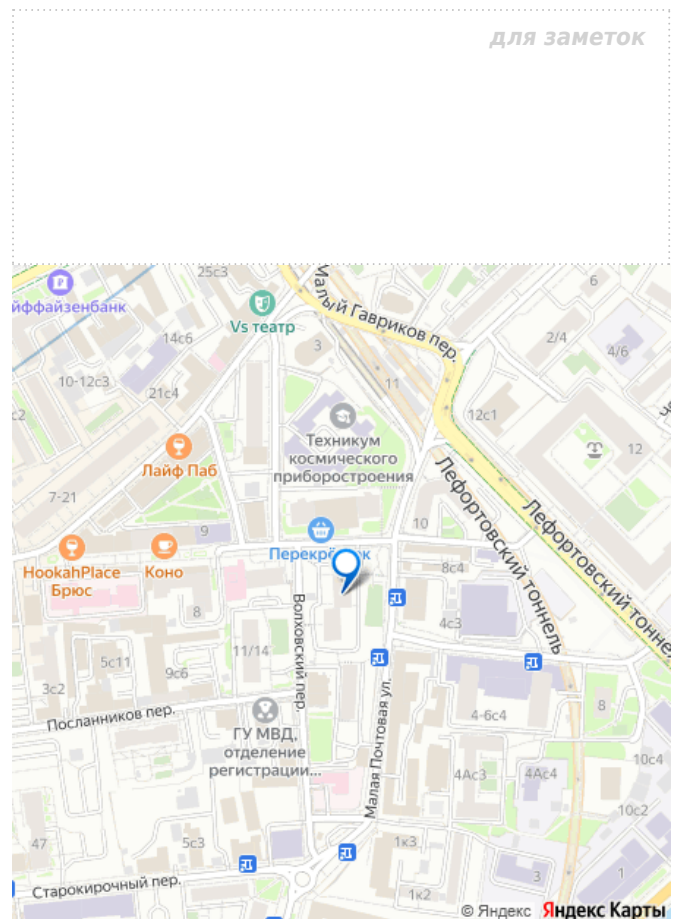 для заметок
25с3
6
йффайзенбанк
Малый Гавриков пер.
Vs театр
14с6
3
2/4
4/6
10-12с3
21с4
11
с2
12с1
Техникум
космического
приборостроения
12
Лайф Паб
7-21
Лефортовский тоннель
Лефортовский тонне
9
10
Перекрёсток
HookahPlace
Брюс
Коно
8с4
8
Волховский пер.
4с3
11/14
5с11
9с6
3с2
Посланников пер.
ГУ МВД,
отделение
регистрации...
Малая Почтовая ул.
8
4-6с4
4Ас3
4Ас4
10с4
10с2
47
5с3
1к3
3
1
Старокирочный пер.
1к2
© Яндекс Яндекс Карты